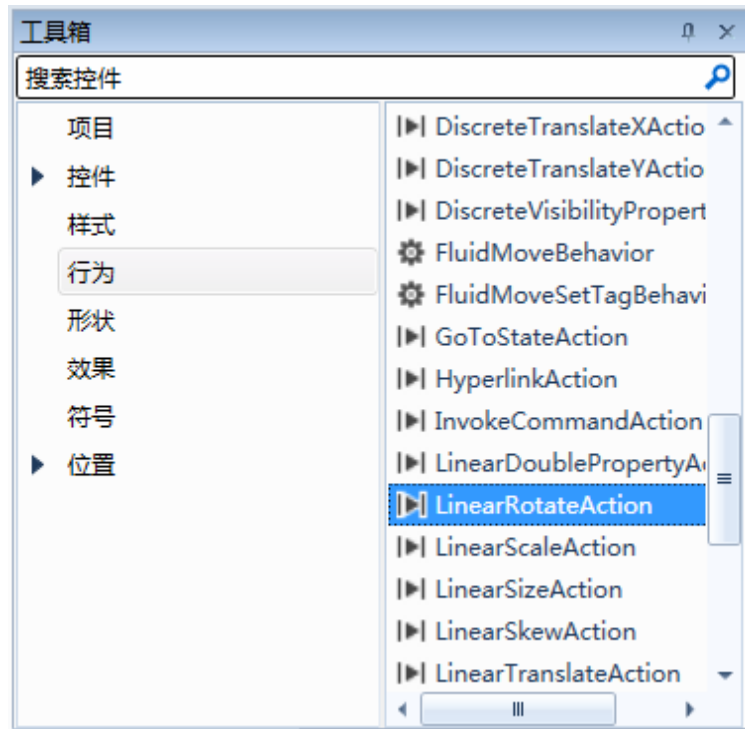 工具箱
搜索控件
项目
控件
样式
行为
形状
效果
符号
位置
DiscreteTranslateXActio
DiscreteTranslateYActio
DiscreteVisibilityPropert
FluidMoveBehavior
FluidMoveSetTagBehavi
GoToStateAction
HyperlinkAction
InvokeCommandAction
LinearDoublePropertyA
LinearRotateAction
LinearScaleAction
LinearSizeAction
LinearSkewAction
LinearTranslateAction